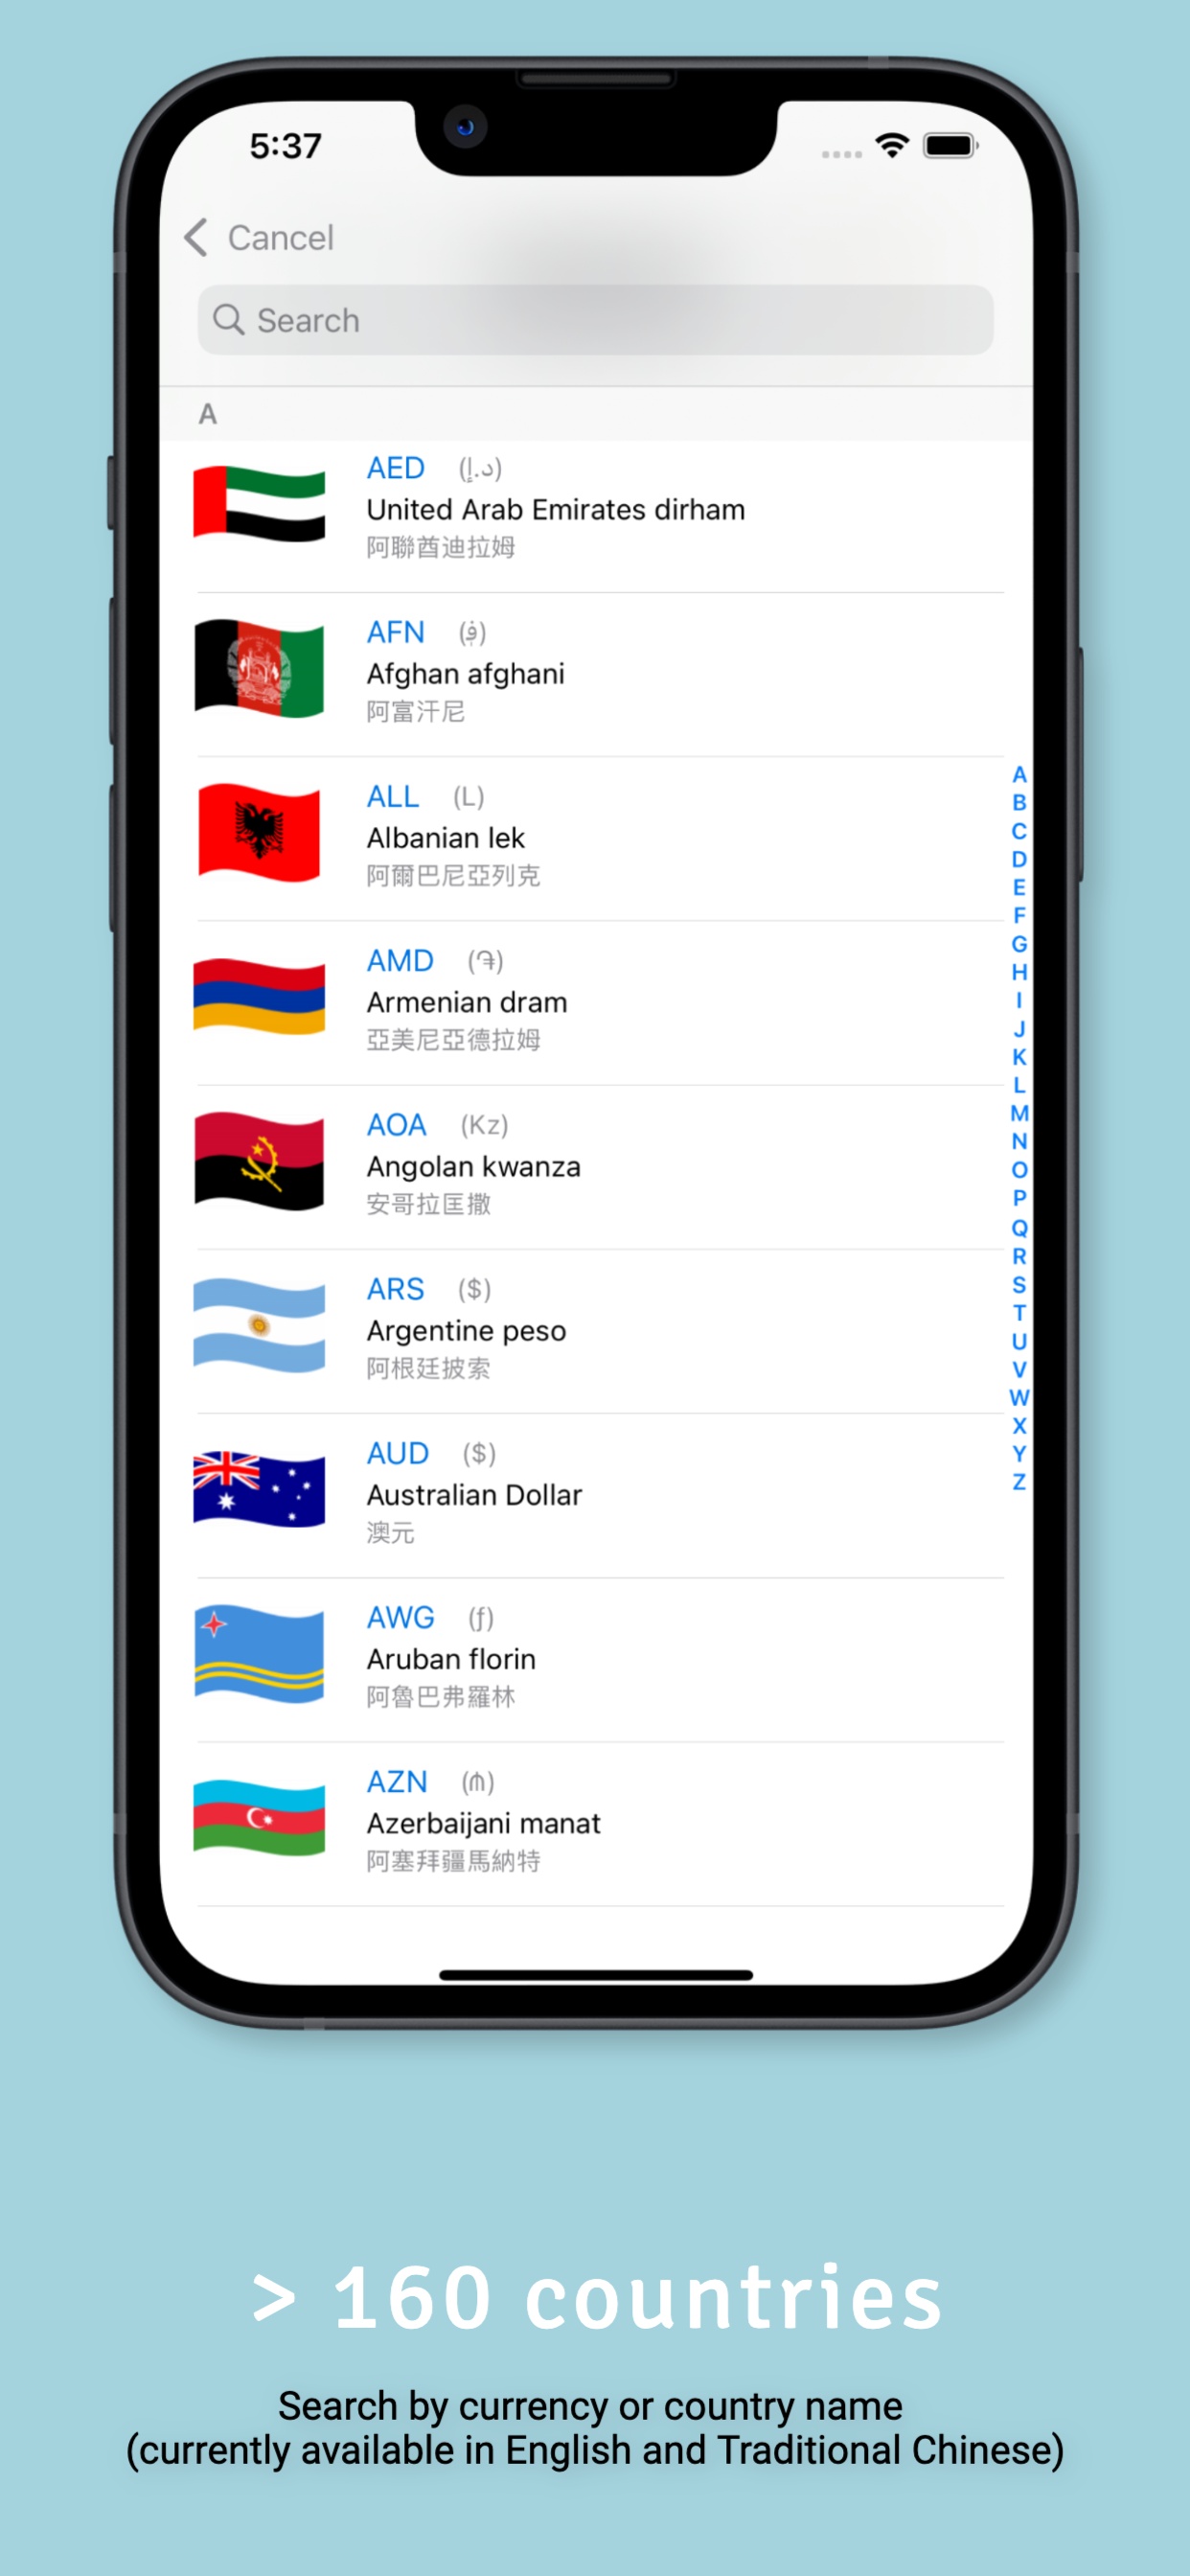 5:37
Cancel
Search
A
AED (د.إ)
United Arab Emirates dirham
阿聯酋迪拉姆
AFN (؋)
Afghan afghani
阿富汗尼
ALL (L)
Albanian lek
阿爾巴尼亞列克
AMD (֏)
Armenian dram
亞美尼亞德拉姆
AOA (Kz)
Angolan kwanza
安哥拉匡撒
ARS ($)
Argentine peso
阿根廷披索
AUD ($)
Australian Dollar
澳元
AWG (ƒ)
Aruban florin
阿魯巴弗羅林
AZN (₼)
Azerbaijani manat
阿塞拜疆馬納特
A
B
C
D
E
F
G
H
I
J
K
L
M
N
O
P
Q
R
S
T
U
V
W
X
Y
Z
> 160 countries
Search by currency or country name
(currently available in English and Traditional Chinese)